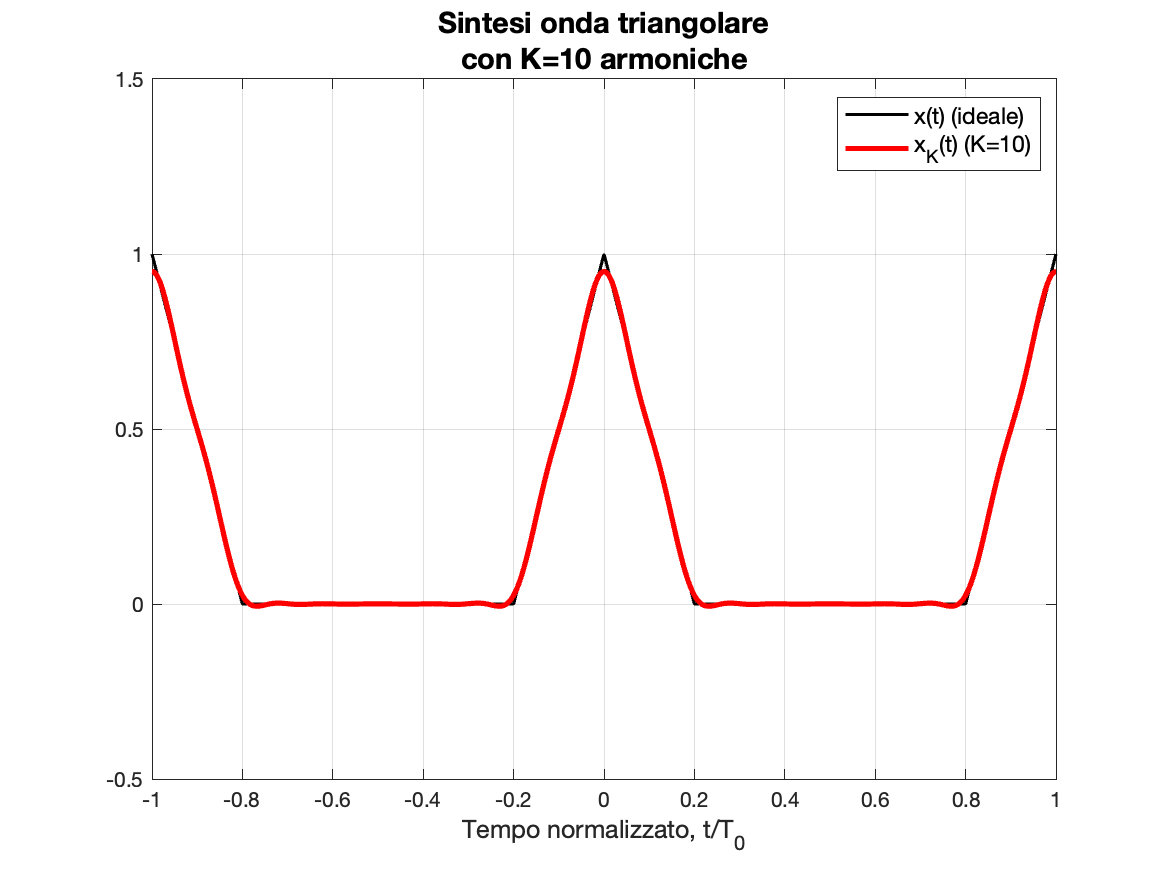 Sintesi onda triangolare
con K=10 armoniche
1.5
x(t) (ideale)
x_K(t) (K=10)
1
0.5
0
-0.5
-1 -0.8 -0.6 -0.4 -0.2 0 0.2 0.4 0.6 0.8 1
Tempo normalizzato, t/T_0